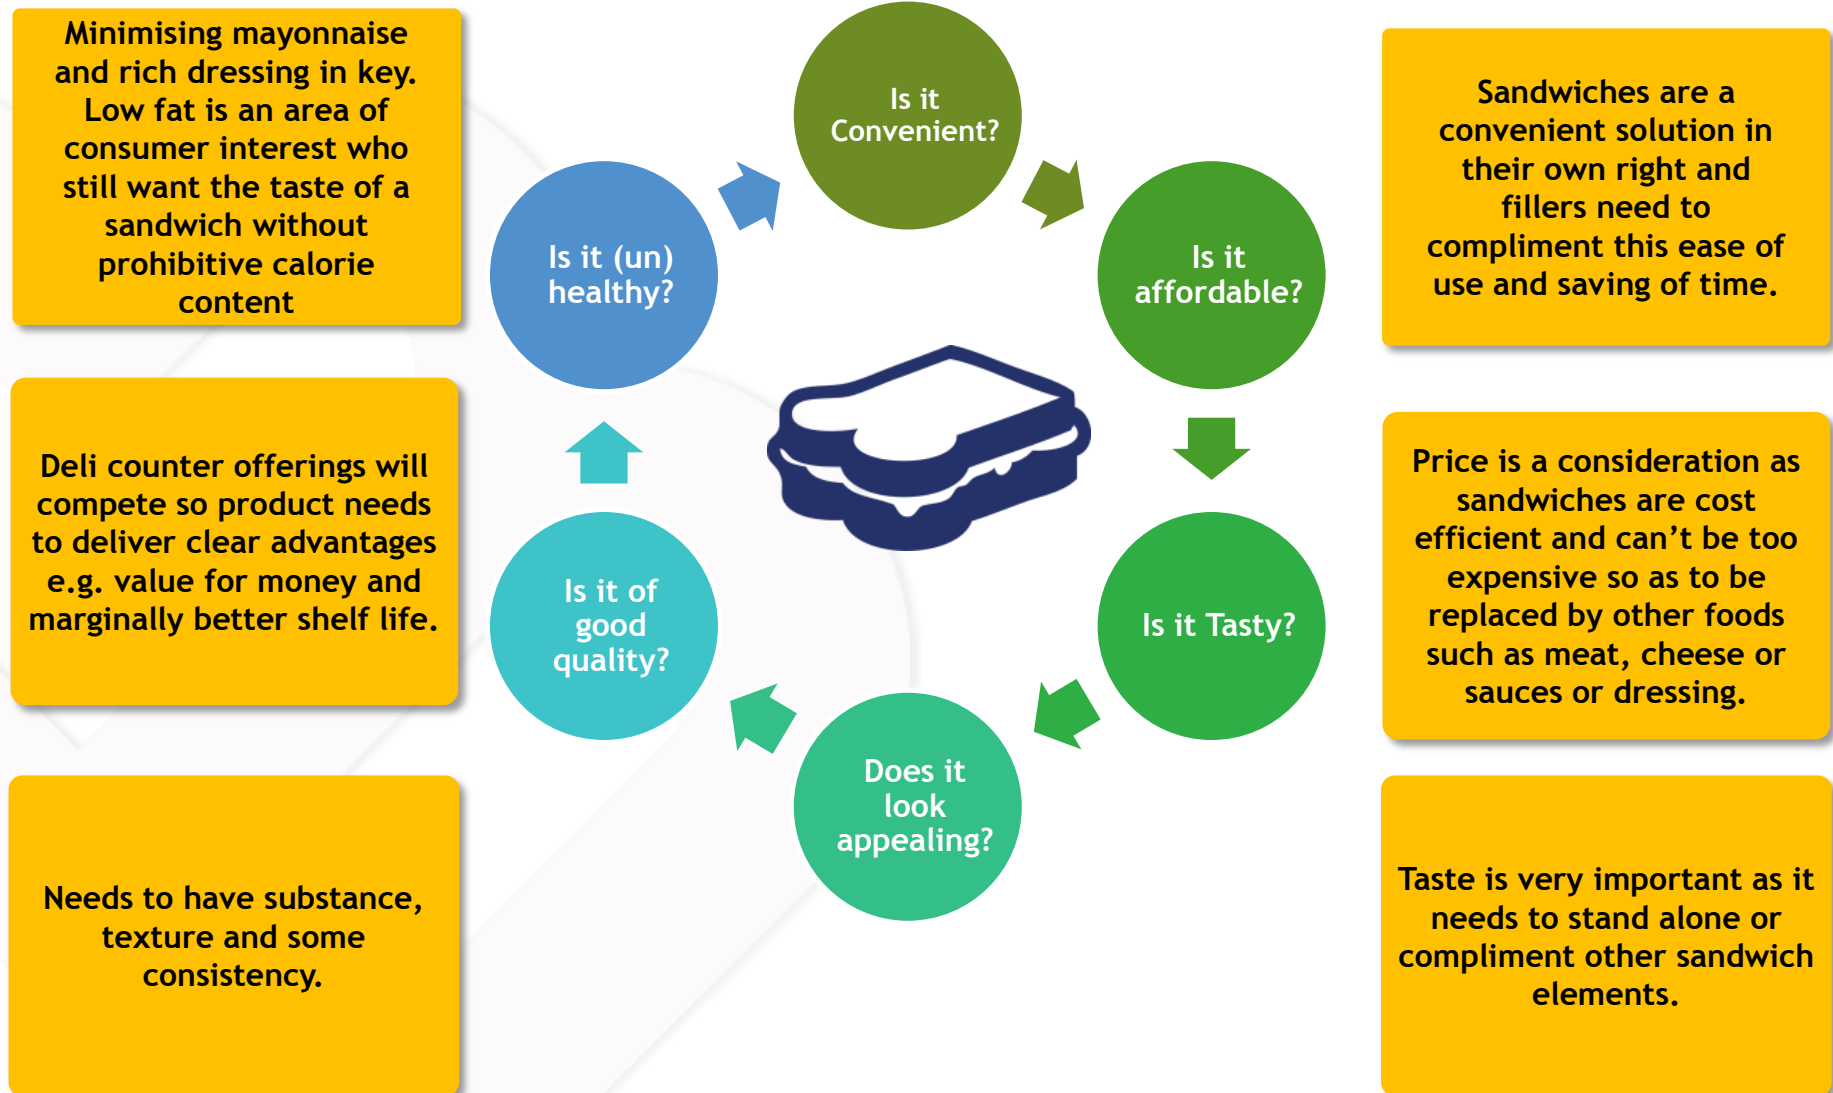 Minimising mayonnaise
and rich dressing in key.
Low fat is an area of
consumer interest who
still want the taste of a
sandwich without
prohibitive calorie
content
Deli counter offerings will
compete so product needs
to deliver clear advantages
e.g. value for money and
marginally better shelf life.
Needs to have substance,
texture and some
consistency.
Is it
Convenient?
Is it
affordable?
Is it Tasty?
Does it
look
appealing?
Is it of
good
quality?
Is it (un)
healthy?
Sandwiches are a
convenient solution in
their own right and
fillers need to
compliment this ease of
use and saving of time.
Price is a consideration as
sandwiches are cost
efficient and can’t be too
expensive so as to be
replaced by other foods
such as meat, cheese or
sauces or dressing.
Taste is very important as it
needs to stand alone or
compliment other sandwich
elements.